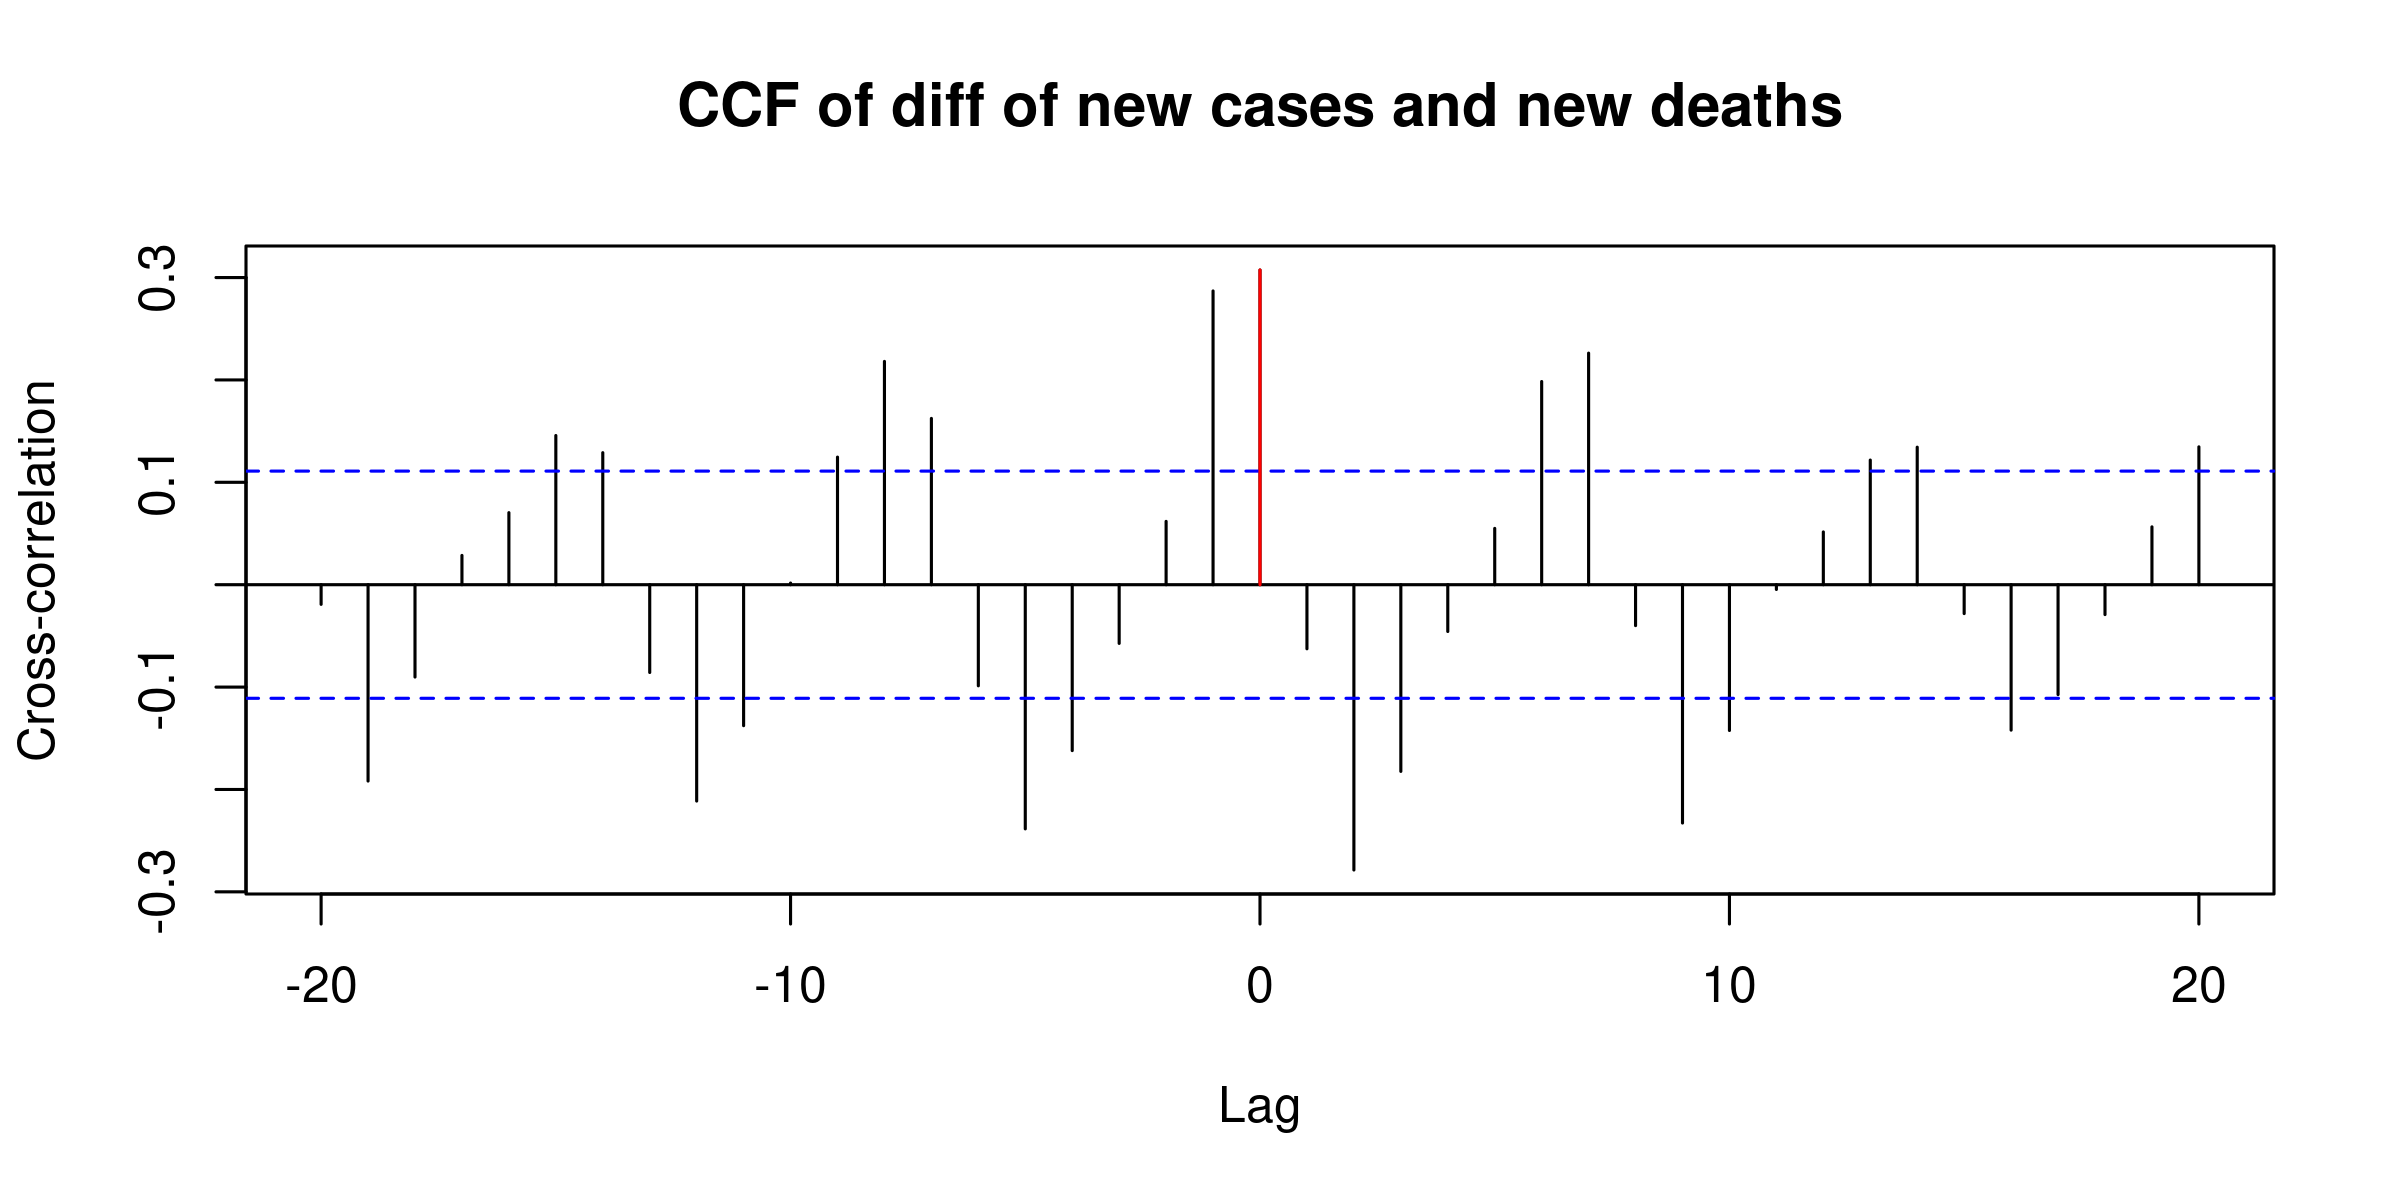 CCF of diff of new cases and new deaths
Cross-correlation
0.3
0.1
-0.1
-0.3
-20 -10 0 10 20
Lag